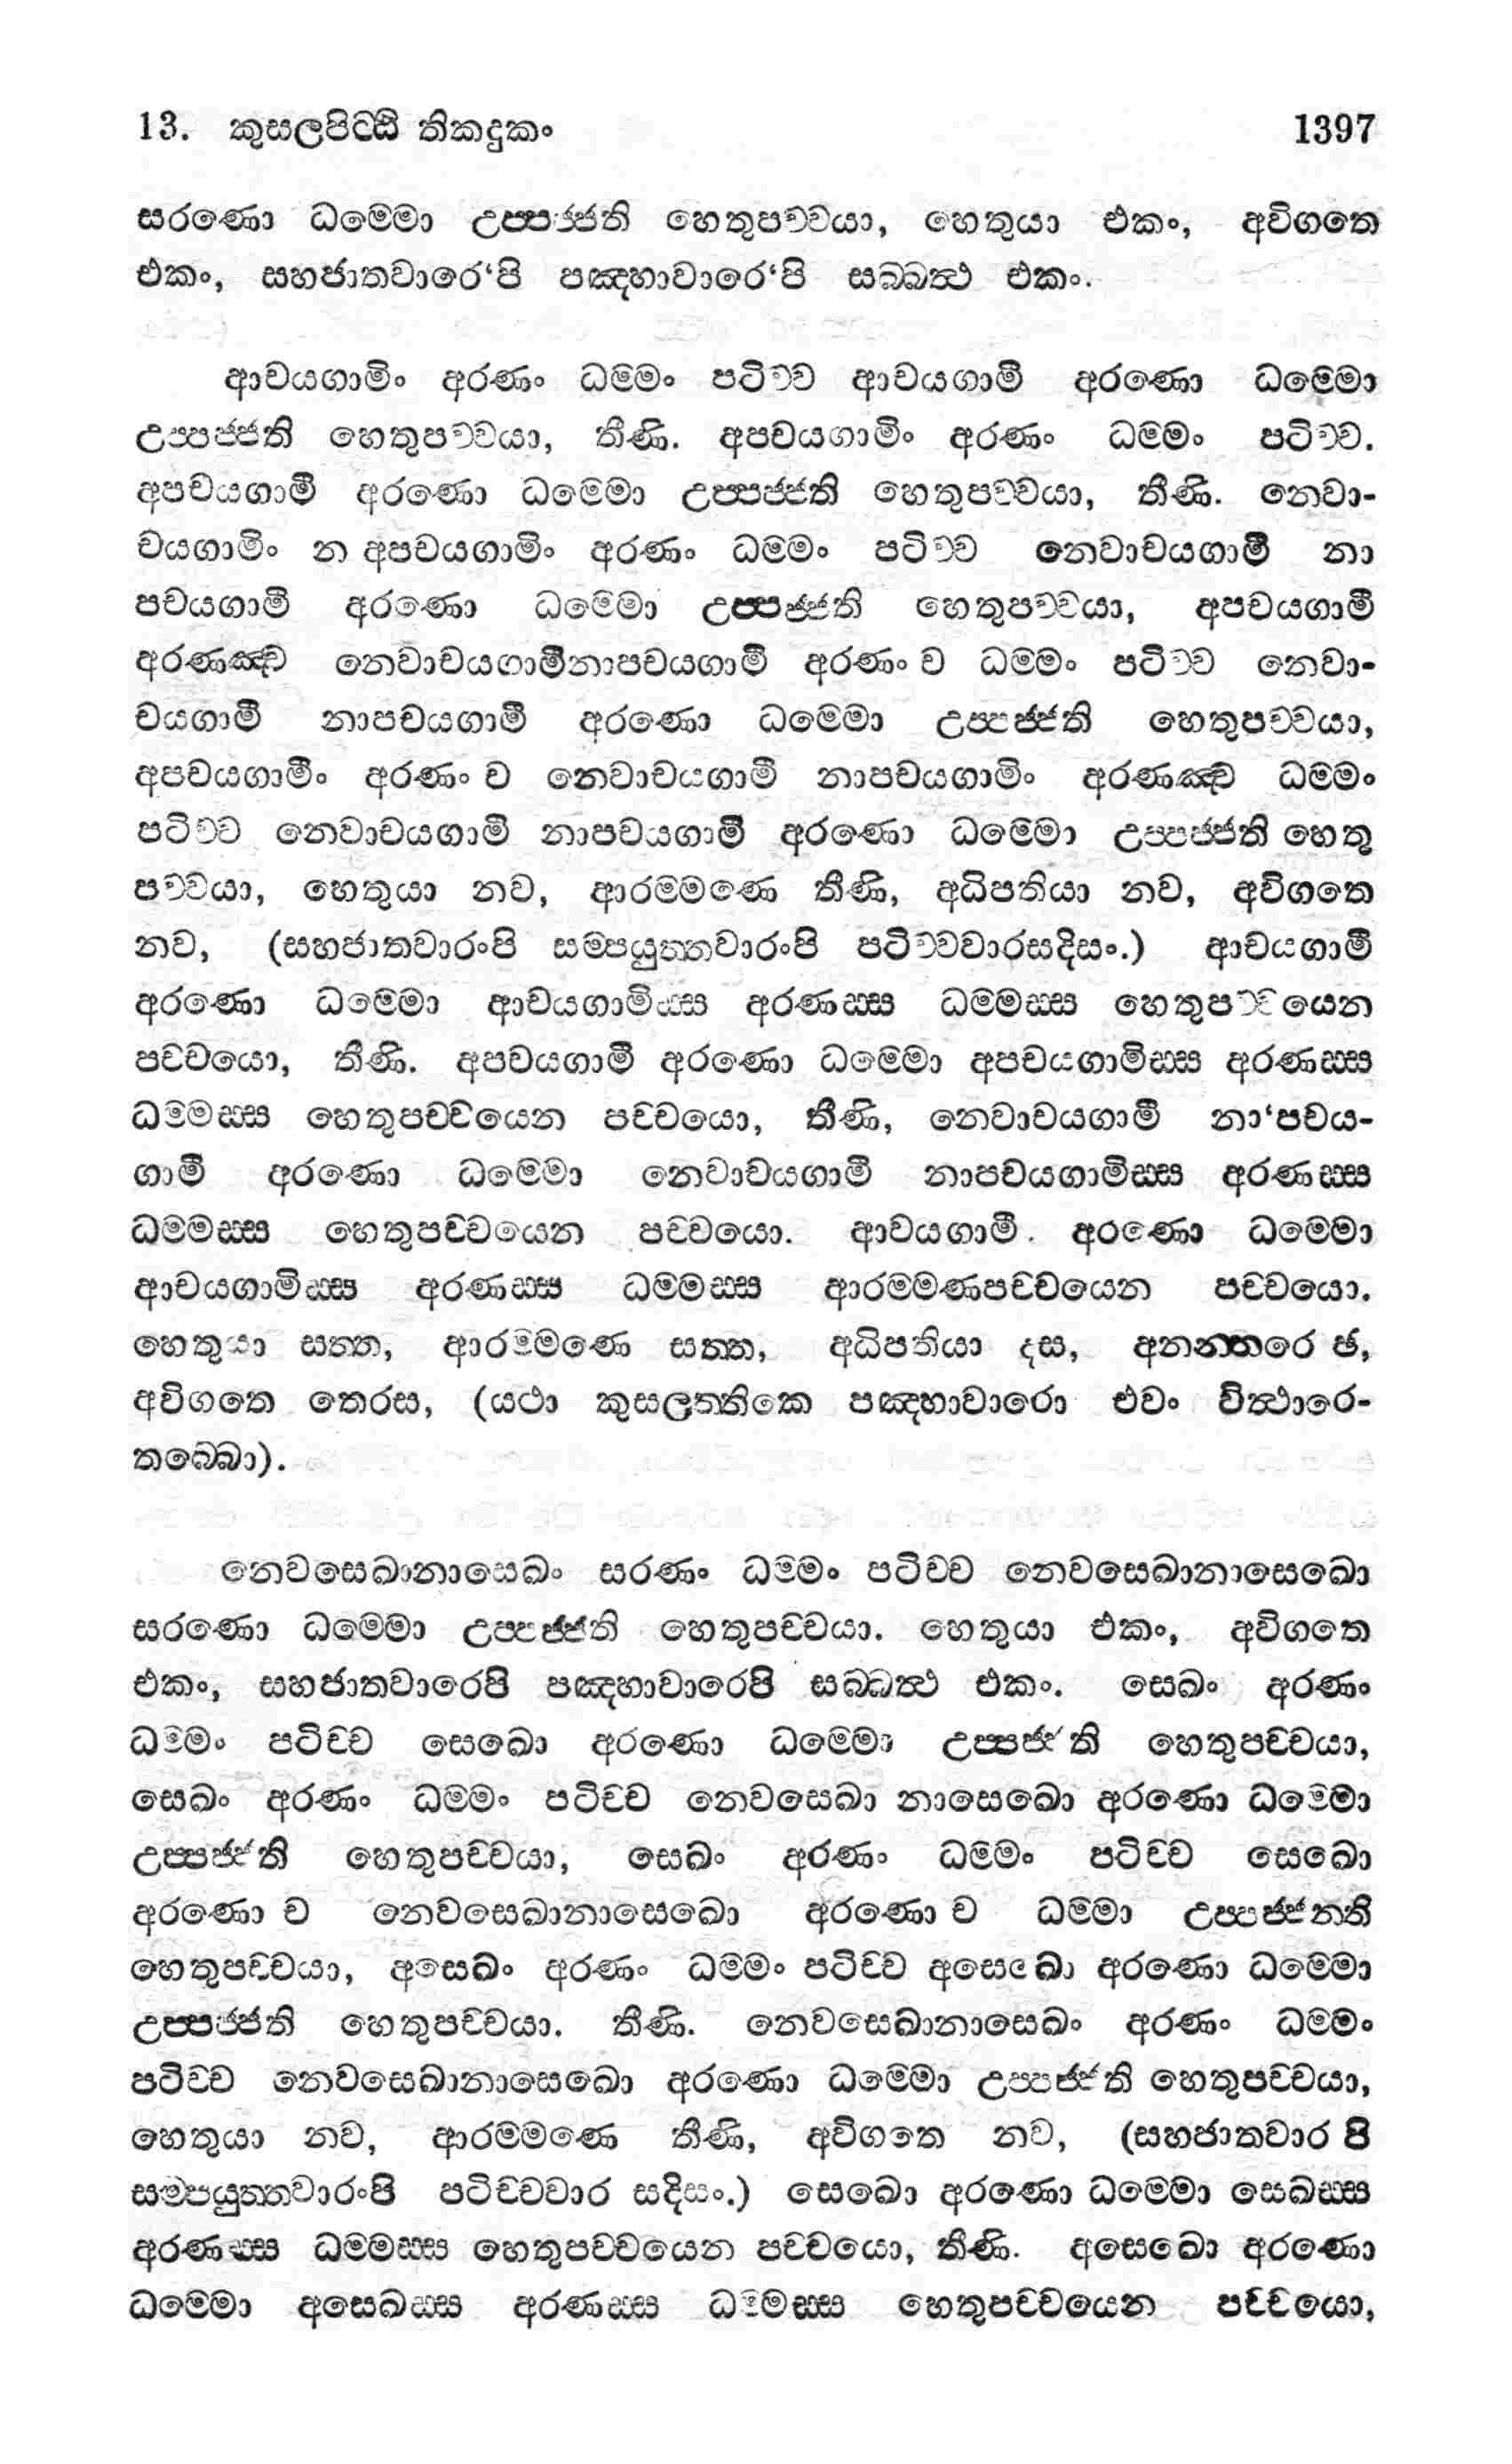 13. කුසලපිට්ඨි තිකදුකං 1397
සරණො ධම්මො උප්පජ්ජති හෙතුපච්චයා, හෙතුයා එකං, අවිගතෙ
එකං, සහජාතවාරෙ‘පි පඤ්හාවාරෙ‘පි සබ්බත්ථ එකං.
ආචයගාමිං අරණං ධම්මං පටිච්ච ආචයගාමී අරණො ධම්මො
උප්පජ්ජති හෙතුපච්චයා, තීණි. අපචයගාමිං අරණං ධම්මං පටිච්ච.
අපචයගාමී අරණො ධම්මො උප්පජ්ජති හෙතුපච්චයා, තීණි. නෙවා-
චයගාමිං න අපචයගාමිං අරණං ධම්මං පටිච්ච නෙවාචයගාමී නා
පචයගාමි අරණො ධම්මො උප්පජ්ජති හෙතුපච්චයා, අපචයගාමී
අරණඤ්ච නෙවාචයගාමීනාපචයගාමී අරණං ච ධම්මං පටිච්ච නෙවා-
චයගාමී නාපචයගාමී අරණො ධම්මො උප්පජ්ජති හෙතුපච්චයා,
අපචයගාමීං අරණං ච නෙවාචයගාමී නාපචයගාමිං අරණඤ්ච ධම්මං
පටිච්ච නෙවාචයගාමී නාපචයගාමී අරණො ධම්මො උප්පජ්ජති හෙතු
පච්චයා, හෙතුයා නව, ආරම්මණෙ තීණි, අධිපතියා නව, අවිගතෙ
නව, (සහජාතවාරංපි සම්පයුත්තවාරංපි පටිච්චවාරසදිසං.) ආචයගාමී
අරණො ධම්මො ආචයගාමිස්ස අරණස්ස ධම්මස්ස හෙතුපච්චයෙන
පච්චයො, තීණි. අපචයගාමී අරණො ධම්මො අපචයගාමිස්ස අරණස්ස
ධම්මස්ස හෙතුපච්චයෙන පච්චයො, තීණි, නෙවාචයගාමී නා‘පචය-
ගාමී අරණො ධම්මො නෙවාචයගාමී නාපචයගාමිස්ස අරණස්ස
ධම්මස්ස හෙතුපච්චයෙන පච්චයො. ආචයගාමී අරණො ධම්මො
ආචයගාමිස්ස අරණස්ස ධම්මස්ස ආරම්මණපච්චයෙන පච්චයො.
හෙතුයා සත්ත, ආරම්මණෙ සත්ත, අධිපතියා දස, අනන්තරෙ ඡ,
අවිගතෙ තෙරස, (යථා කුසලත්තිකෙ පඤ්හාවාරො එවං විත්ථාරෙ-
තබ්බො).
නෙවසෙඛානාසෙඛං සරණං ධම්මං පටිච්ච නෙවසෙඛානාසෙඛො
සරණො ධම්මො උප්පජ්ජති හෙතුපච්චයා. හෙතුයා එකං, අවිගතෙ
එකං, සහජාතවාරෙපි පඤ්හාවාරෙපි සබ්බත්ථ එකං. සෙඛං අරණං
ධම්මං පටිච්ච සෙඛො අරණො ධම්මො උප්පජ්ජති හෙතුපච්චයා,
සෙඛං අරණං ධම්මං පටිච්ච නෙවසෙඛා නාසෙඛො අරණො ධම්මො
උප්පජ්ජති හෙතුපච්චයා, සෙඛං අරණං ධම්මං පටිච්ච සෙඛො
අරණො ච නෙවසෙඛානාසෙඛො අරණො ච ධම්මා උප්පජ්ජන්ති
හෙතුපච්චයා, අසෙඛං අරණං ධම්මං පටිච්ච අසෙඛො අරණො ධම්මො
උප්පජ්ජති හෙතුපච්චයා. තීණි. නෙවසෙඛානාසෙඛං අරණං ධම්මං
පටිච්ච නෙවසෙඛානාසෙඛො අරණො ධම්මො උප්පජ්ජති හෙතුපච්චයා,
හෙතුයා නව, ආරම්මණෙ තීණි, අවිගතෙ නව, (සහජාතවාර පි
සම්පයුත්තවාරංපි පටිච්චවාර සදිසං.) සෙඛො අරණො ධම්මො සෙඛස්ස
අරණස්ස ධම්මස්ස හෙතුපච්චයෙන පච්චයො, තීණි. අසෙඛො අරණො
ධම්මො අසෙඛස්ස අරණස්ස ධම්මස්ස හෙතුපච්චයෙන පච්චයො,